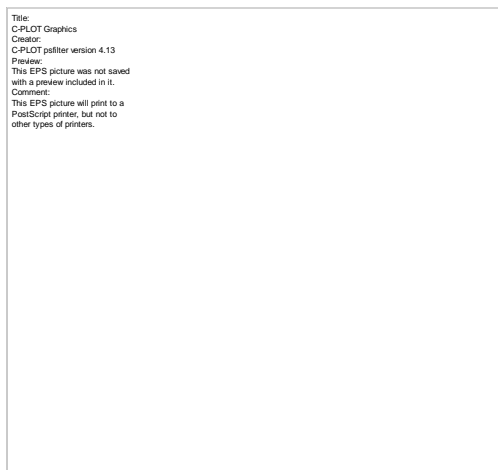 Title:
C-PLOT Graphics
Creator:
C-PLOT psfilter version 4.13
Preview:
This EPS picture was not saved
with a preview included in it.
Comment:
This EPS picture will print to a
PostScript printer, but not to
other types of printers.